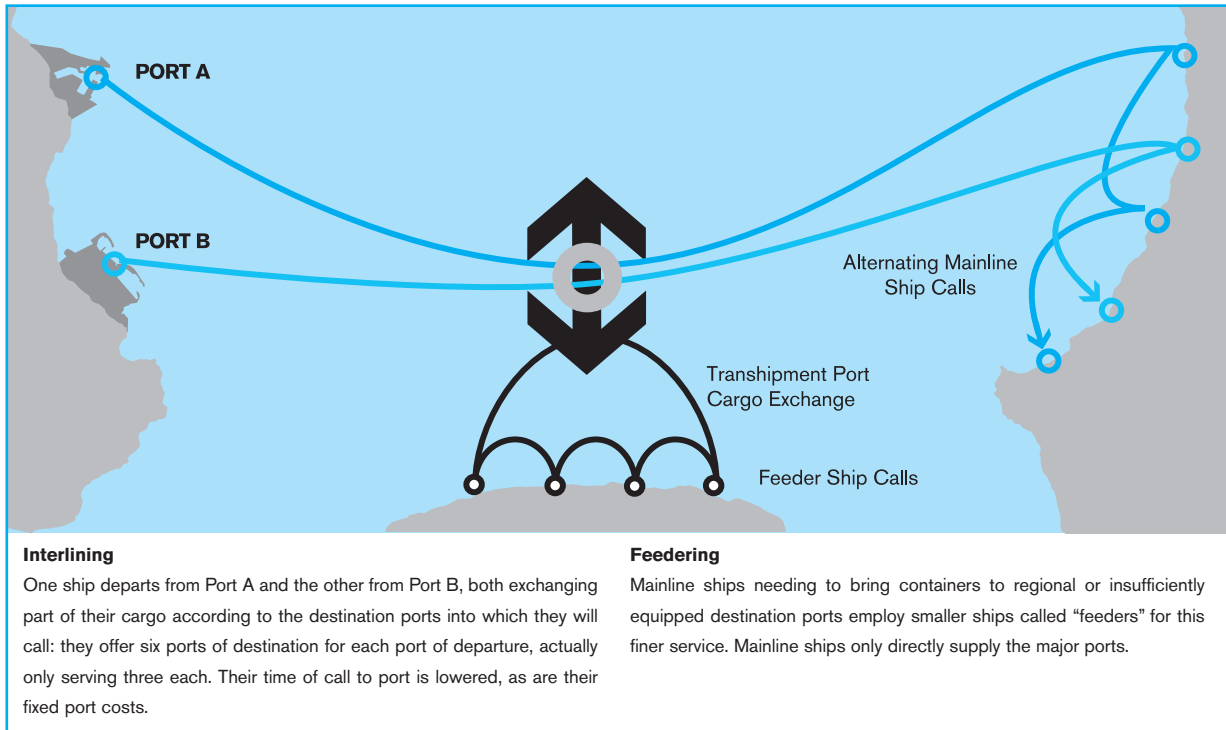 PORT A
PORT B
Alternating Mainline
Ship Calls
Transhipment Port
Cargo Exchange
Feeder Ship Calls
Interlining
One ship departs from Port A and the other from Port B, both exchanging
part of their cargo according to the destination ports into which they will
call: they offer six ports of destination for each port of departure, actually
only serving three each. Their time of call to port is lowered, as are their
fixed port costs.
Feedering
Mainline ships needing to bring containers to regional or insufficiently
equipped destination ports employ smaller ships called “feeders” for this
finer service. Mainline ships only directly supply the major ports.